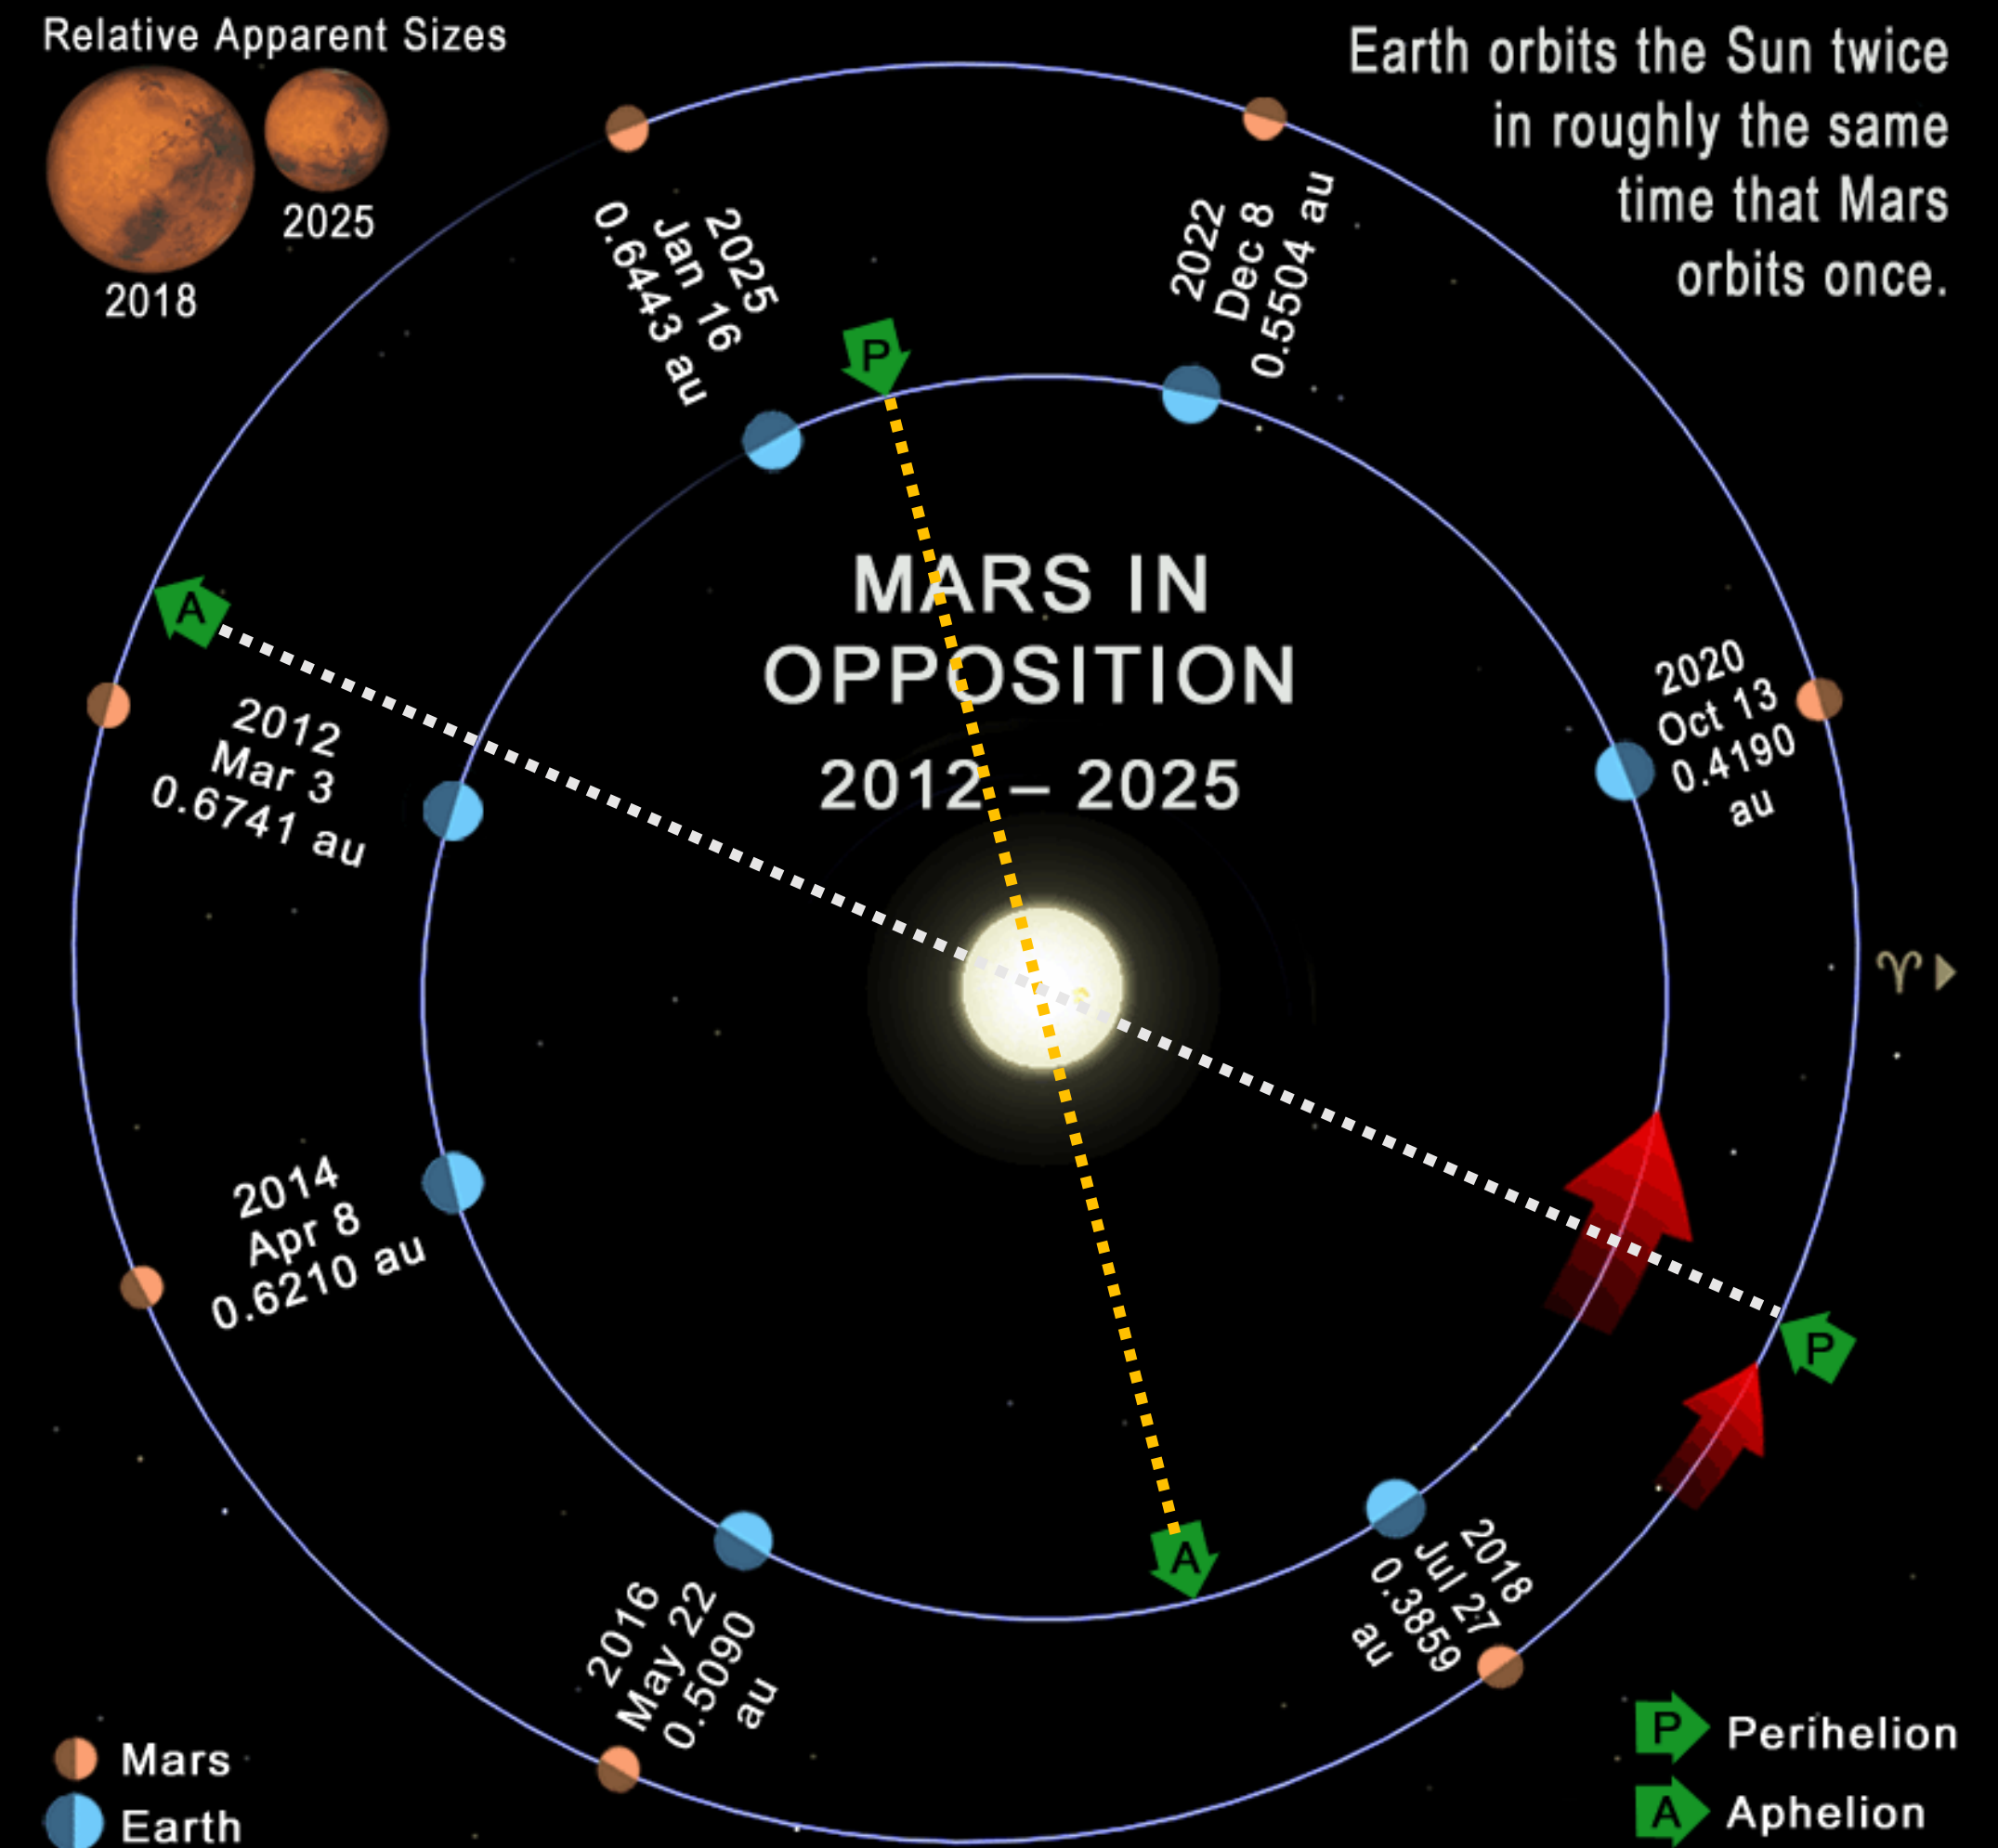 Relative Apparent Sizes
2018
2025
Earth orbits the Sun twice
in roughly the same
time that Mars
orbits once.
2025
Jan 16
0.6443 au
2022
Dec 8
0.5504 au
P
A
MARS IN
OPPOSITION
2012 – 2025
2012
Mar 3
0.6741 au
2020
Oct 13
0.4190
au
♈
2014
Apr 8
0.6210 au
P
A
2016
May 22
0.5090
au
2018
Jul 27
0.3859
au
Mars
Earth
P Perihelion
A Aphelion